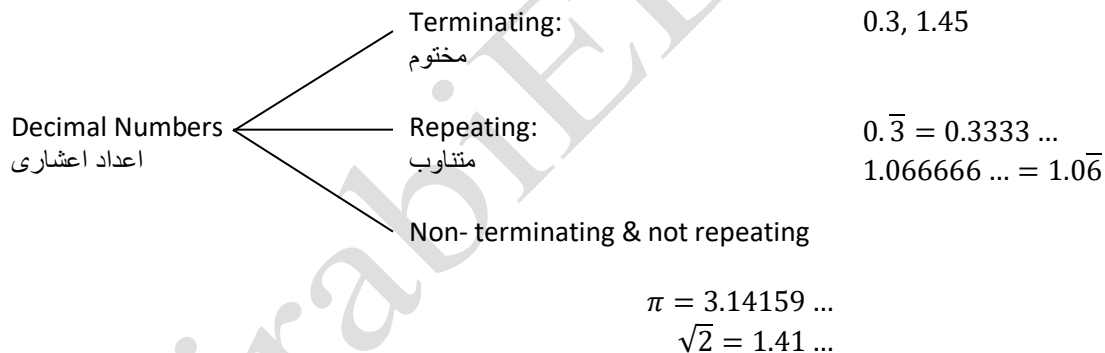 Terminating: 0.3, 1.45
مختوم
Decimal Numbers Repeating: 0.3̅ = 0.3333 …
اعداد اعشاری متناوب 1.066666 … = 1.06̅
Non- terminating & not repeating
π = 3.14159 …
√2 = 1.41 …